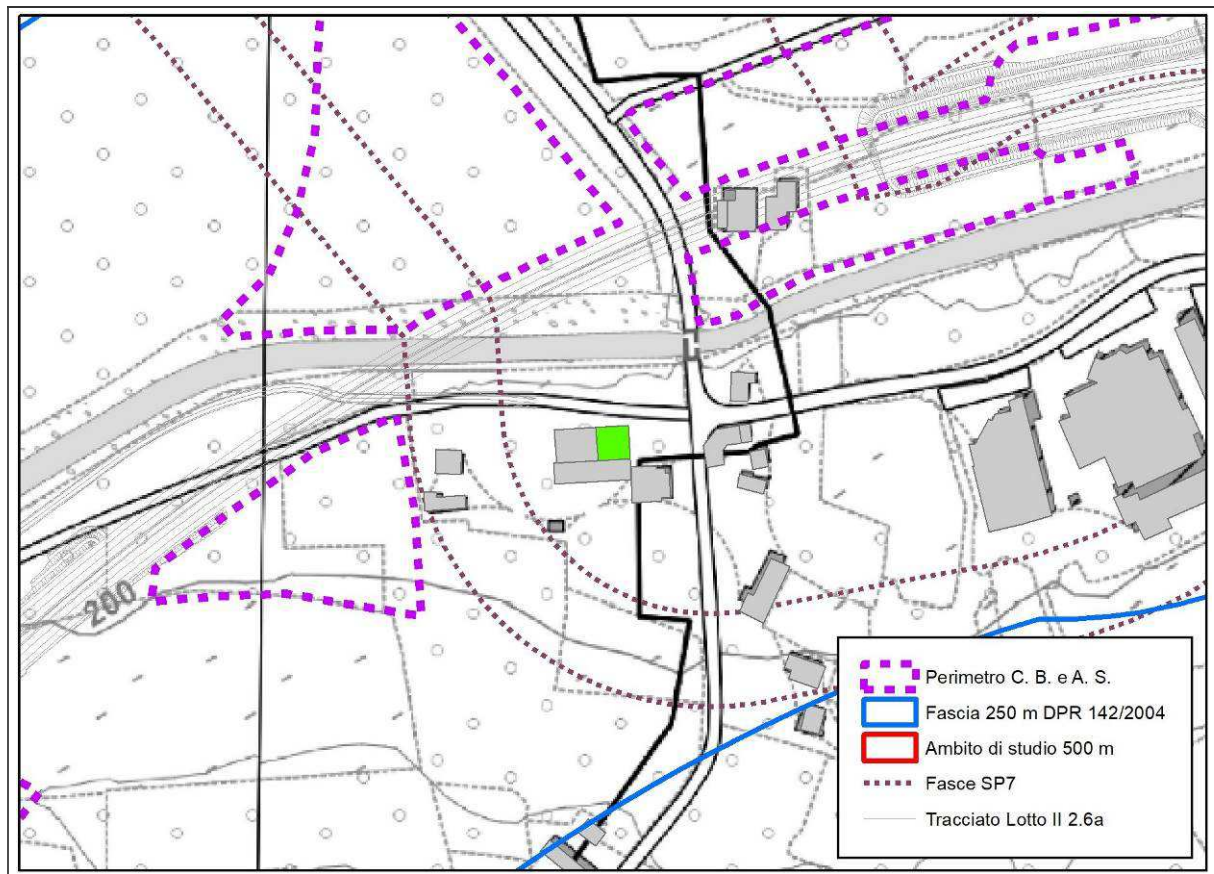 200
Perimetro C. B. e A. S.
Fascia 250 m DPR 142/2004
Ambito di studio 500 m
Fasce SP7
Tracciato Lotto II 2.6a